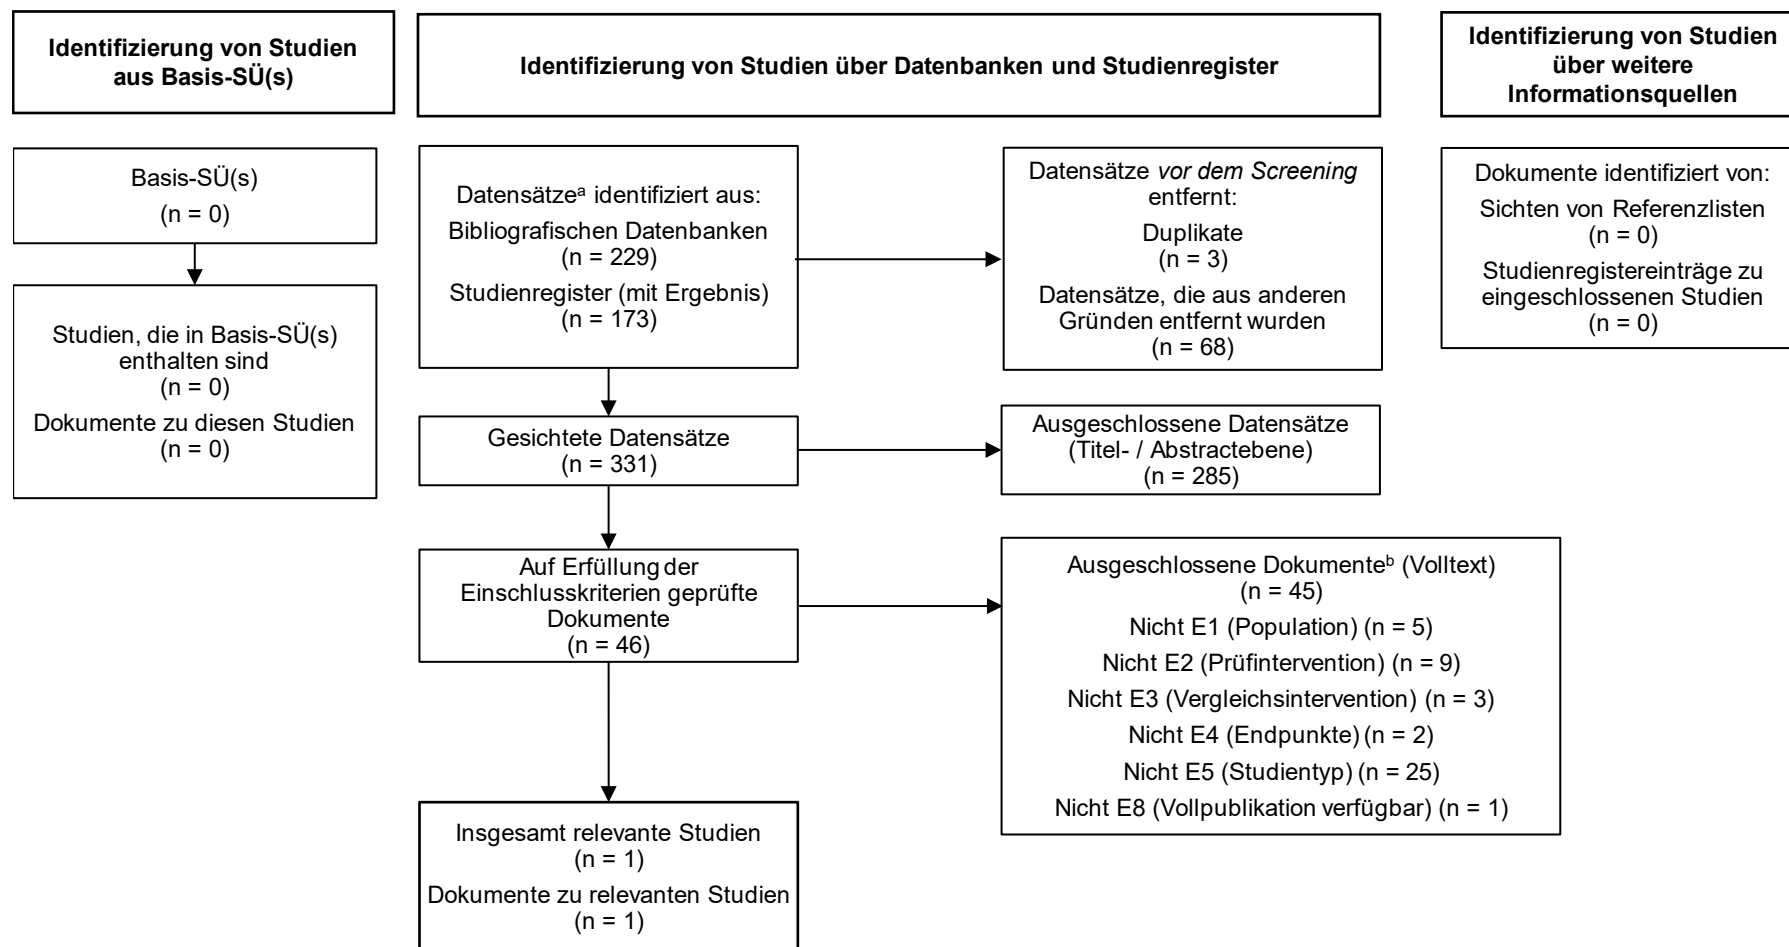 Identifizierung von Studien
aus Basis-SÜ(s)
Identifizierung von Studien über Datenbanken und Studienregister
Identifizierung von Studien
über weitere
Informationsquellen
Basis-SÜ(s)
(n = 0)
Studien, die in Basis-SÜ(s)
enthalten sind
(n = 0)
Dokumente zu diesen Studien
(n = 0)
Datensätzeᵃ identifiziert aus:
Bibliografischen Datenbanken
(n = 229)
Studienregister (mit Ergebnis)
(n = 173)
Datensätze vor dem Screening
entfernt:
Duplikate
(n = 3)
Datensätze, die aus anderen
Gründen entfernt wurden
(n = 68)
Dokumente identifiziert von:
Sichten von Referenzlisten
(n = 0)
Studienregistereinträge zu
eingeschlossenen Studien
(n = 0)
Gesichtete Datensätze
(n = 331)
Ausgeschlossene Datensätze
(Titel- / Abstractebene)
(n = 285)
Auf Erfüllung der
Einschlusskriterien geprüfte
Dokumente
(n = 46)
Ausgeschlossene Dokumenteᵇ (Volltext)
(n = 45)
Nicht E1 (Population) (n = 5)
Nicht E2 (Prüfintervention) (n = 9)
Nicht E3 (Vergleichsintervention) (n = 3)
Nicht E4 (Endpunkte) (n = 2)
Nicht E5 (Studientyp) (n = 25)
Nicht E8 (Vollpublikation verfügbar) (n = 1)
Insgesamt relevante Studien
(n = 1)
Dokumente zu relevanten Studien
(n = 1)